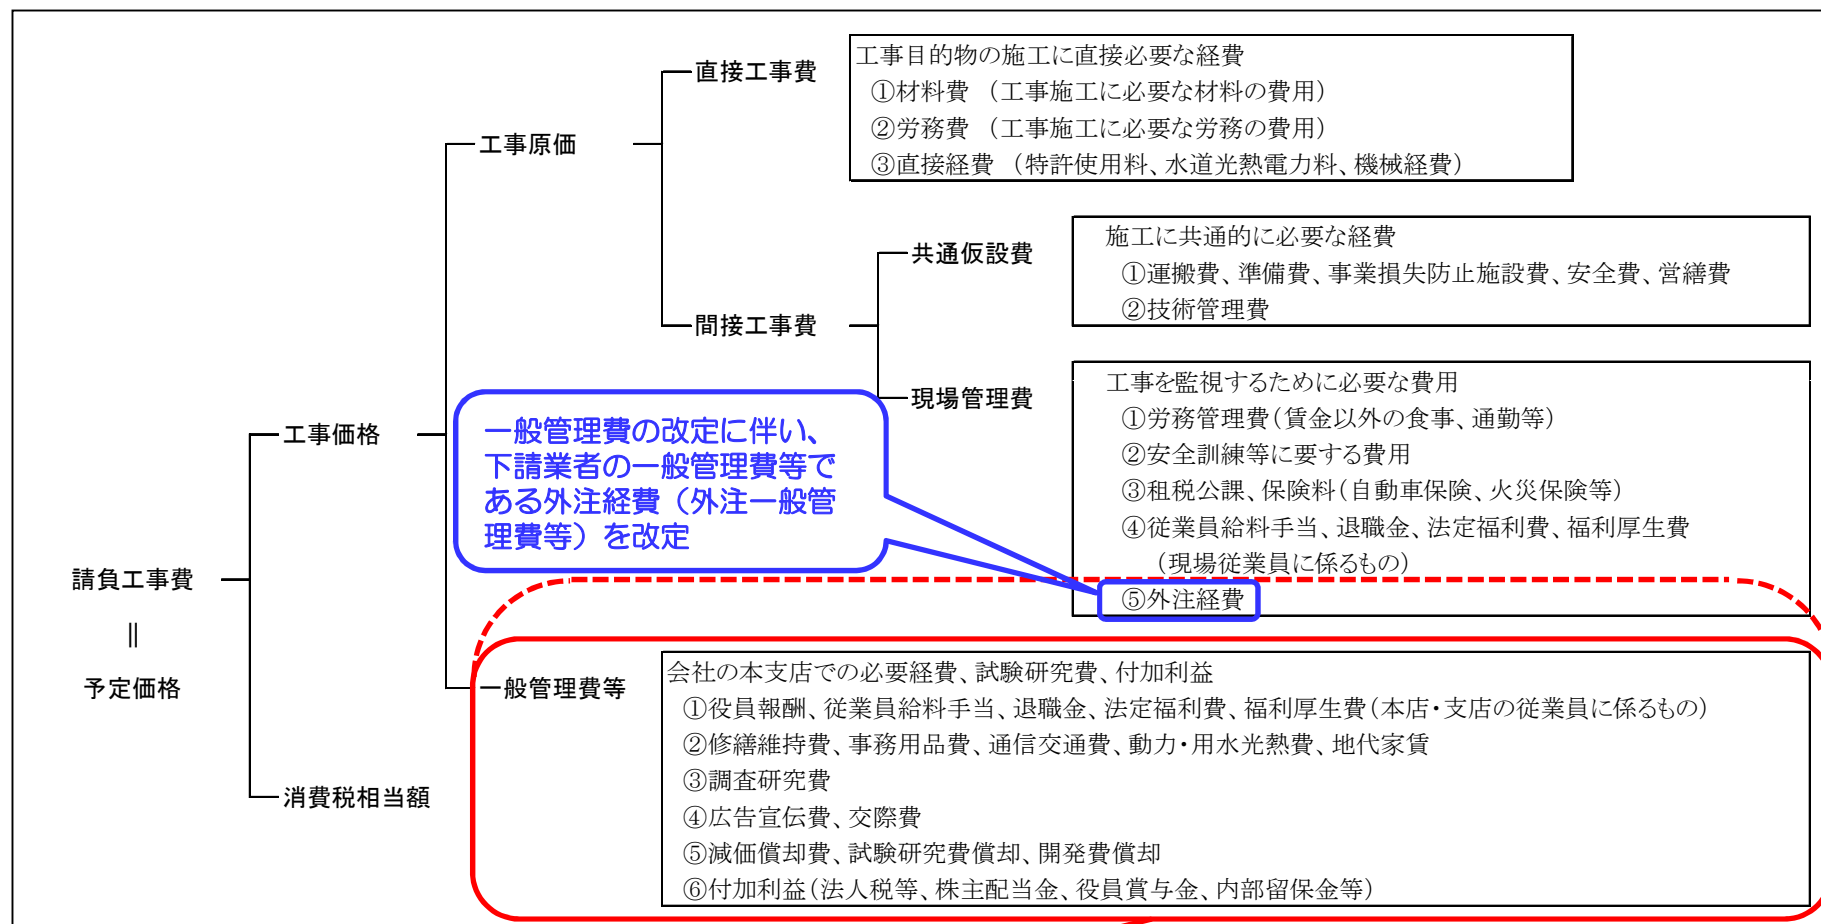 直接工事費
工事目的物の施工に直接必要な経費
①材料費 （工事施工に必要な材料の費用）
②労務費 （工事施工に必要な労務の費用）
③直接経費 （特許使用料、水道光熱電力料、機械経費）
工事原価
共通仮設費
施工に共通的に必要な経費
①運搬費、準備費、事業損失防止施設費、安全費、営繕費
②技術管理費
間接工事費
現場管理費
工事を監視するために必要な費用
①労務管理費（賃金以外の食事、通勤等）
②安全訓練等に要する費用
③租税公課、保険料（自動車保険、火災保険等）
④従業員給料手当、退職金、法定福利費、福利厚生費
（現場従業員に係るもの）
⑤外注経費
工事価格
一般管理費の改定に伴い、
下請業者の一般管理費等で
ある外注経費（外注一般管
理費等）を改定
請負工事費
||
予定価格
一般管理費等
会社の本支店での必要経費、試験研究費、付加利益
①役員報酬、従業員給料手当、退職金、法定福利費、福利厚生費（本店・支店の従業員に係るもの）
②修繕維持費、事務用品費、通信交通費、動力・用水光熱費、地代家賃
③調査研究費
④広告宣伝費、交際費
⑤減価償却費、試験研究費償却、開発費償却
⑥付加利益（法人税等、株主配当金、役員賞与金、内部留保金等）
消費税相当額